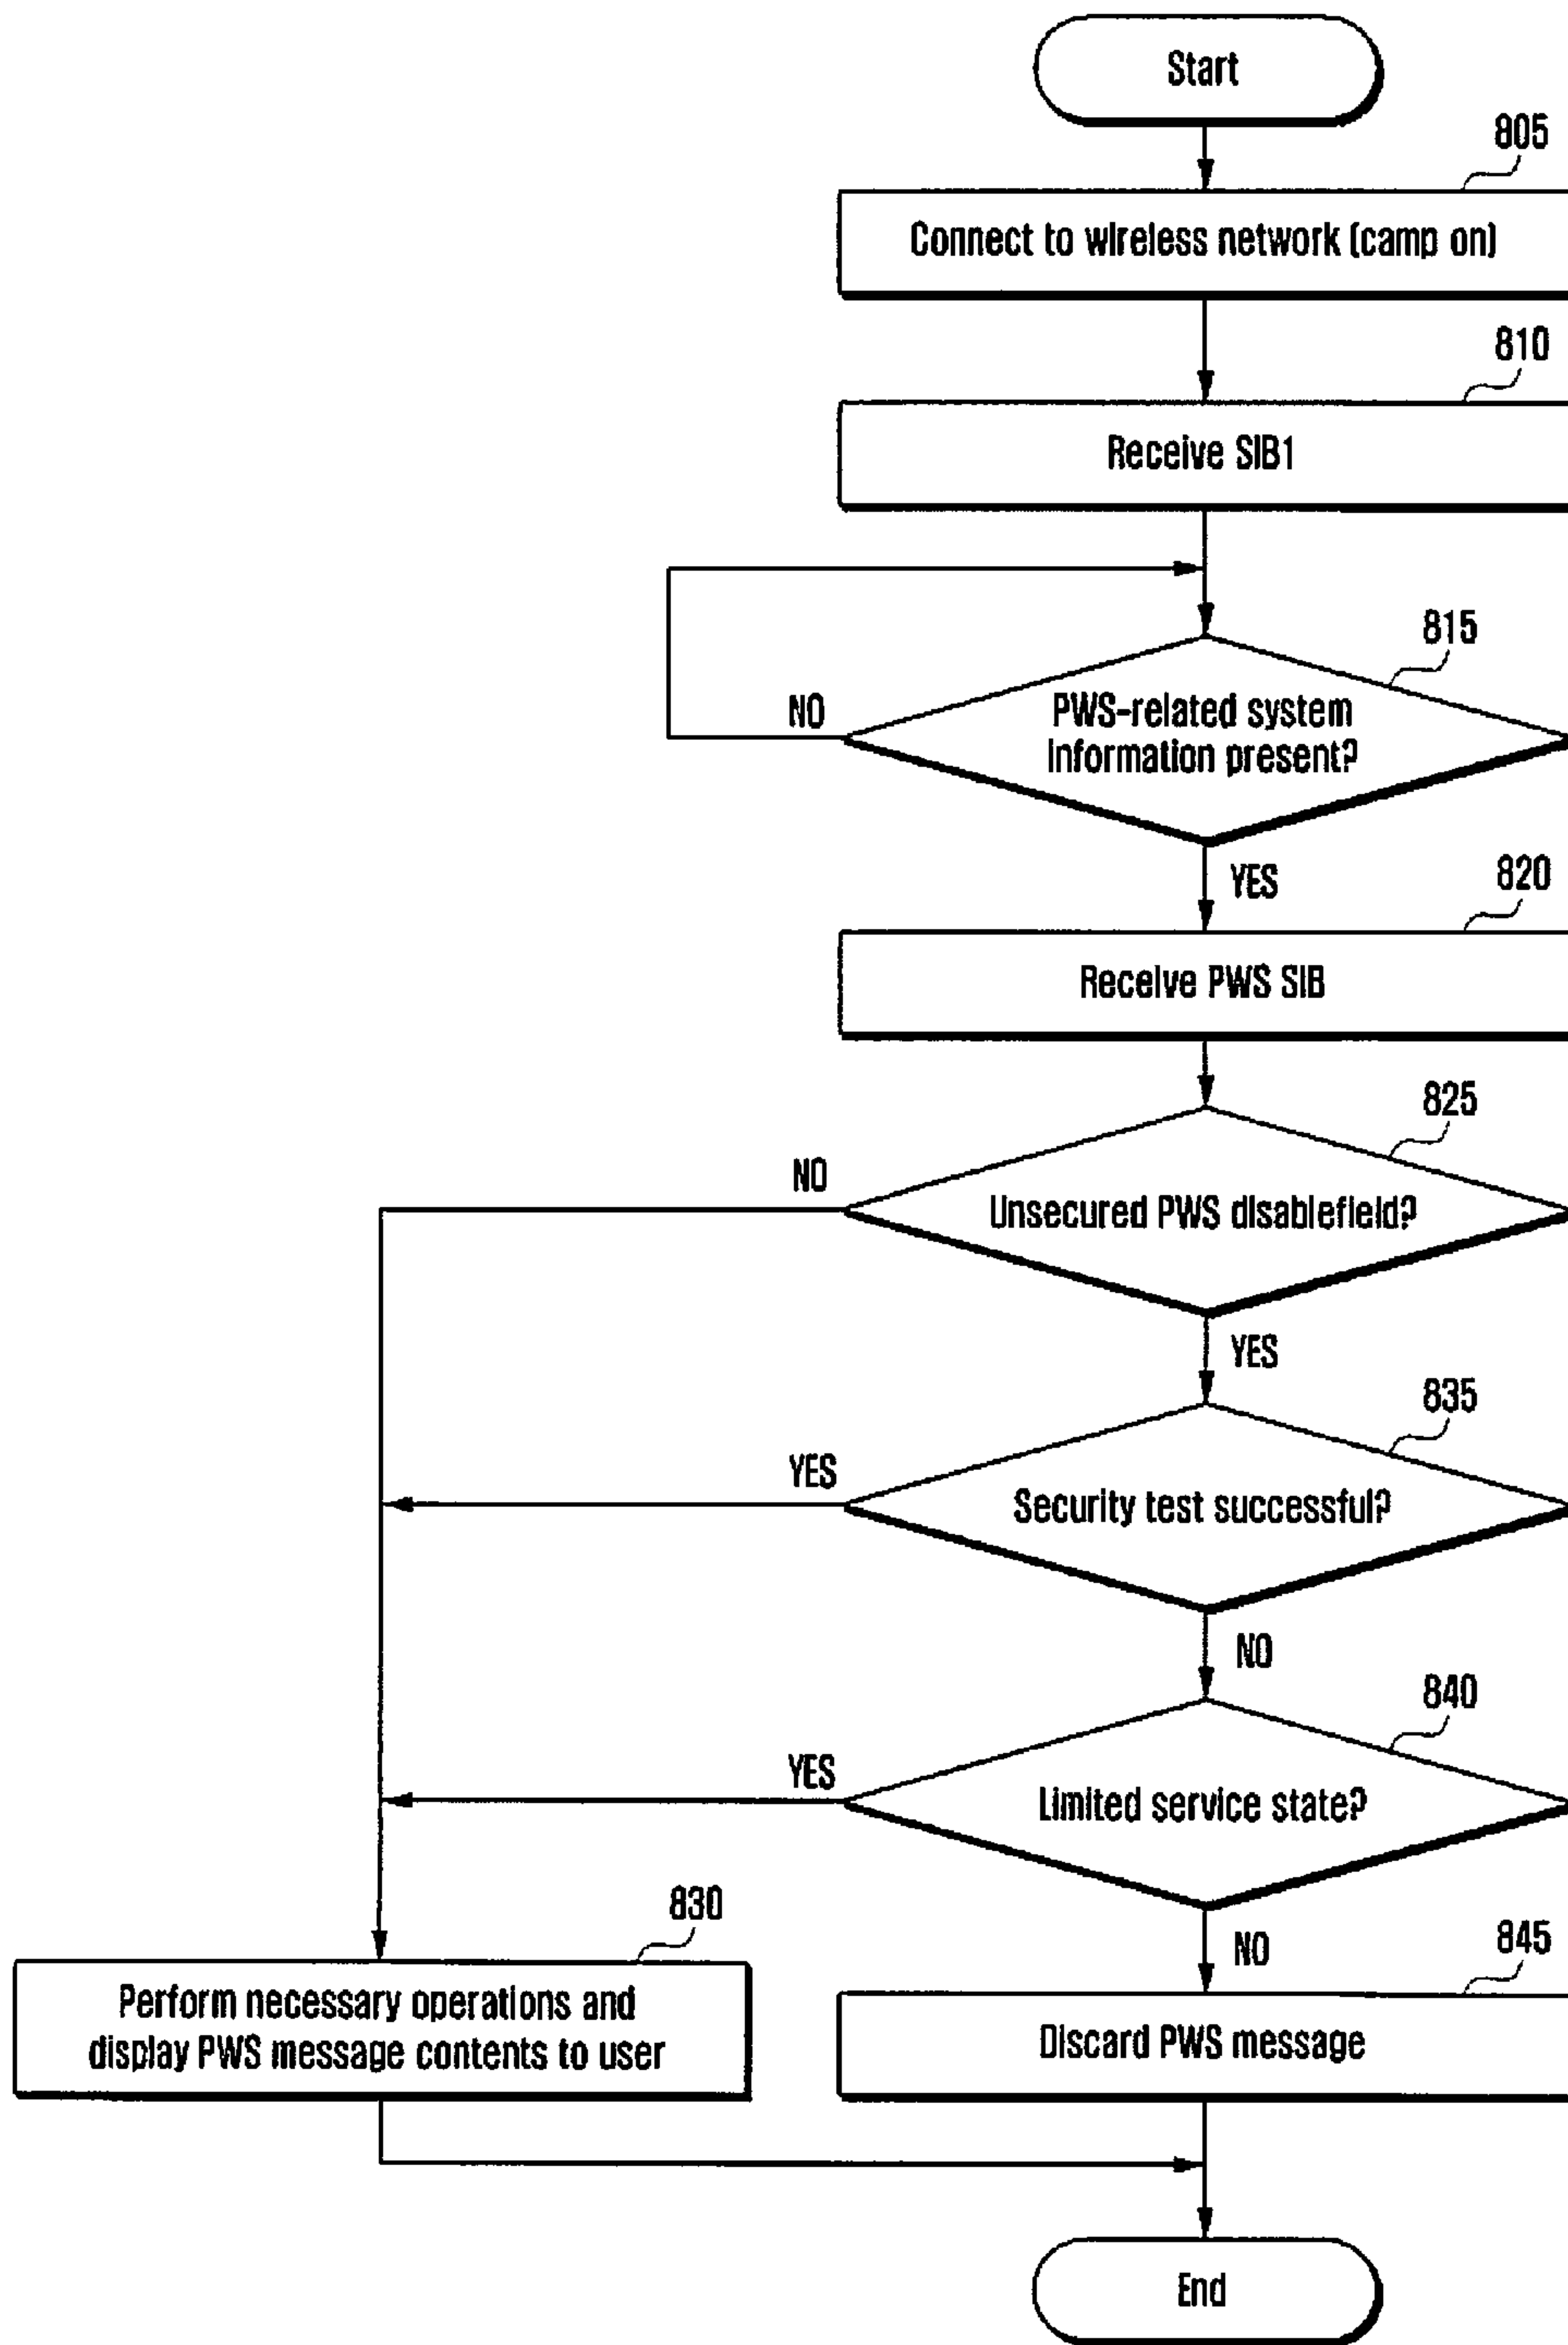 Start
805
Connect to wireless network (camp on)
810
Receive SIB1
815
NO
PWS-related system
information present?
YES
820
Receive PWS SIB
825
NO
Unsecured PWS disablefield?
YES
835
YES
Security test successful?
NO
840
YES
Limited service state?
830
NO
845
Perform necessary operations and
display PWS message contents to user
Discard PWS message
End